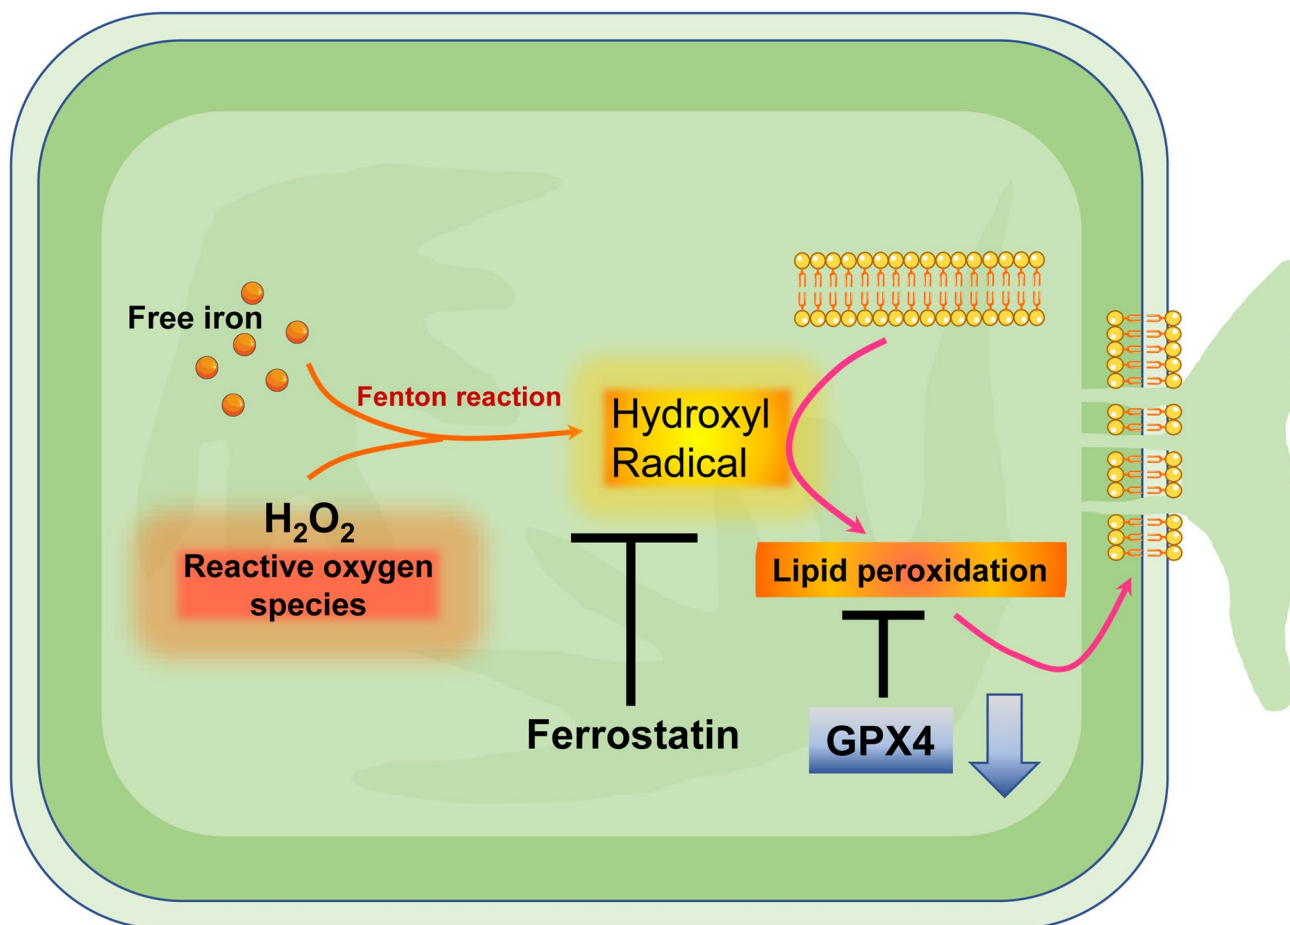 Free iron
Fenton reaction
Hydroxyl
Radical
H₂O₂
Reactive oxygen
species
Lipid peroxidation
Ferrostatin
GPX4